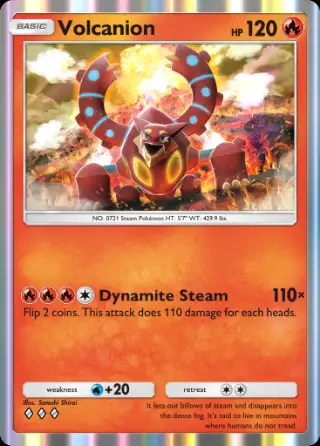 BASIC Volcanion HP 120
NO. 0721 Steam Pokémon HT: 5'7" WT: 429.9 lbs.
Dynamite Steam 110×
Flip 2 coins. This attack does 110 damage for each heads.
weakness +20 retreat
Illus. Satoshi Shirai
It lets out billows of steam and disappears into
the dense fog. It's said to live in mountains
where humans do not tread.